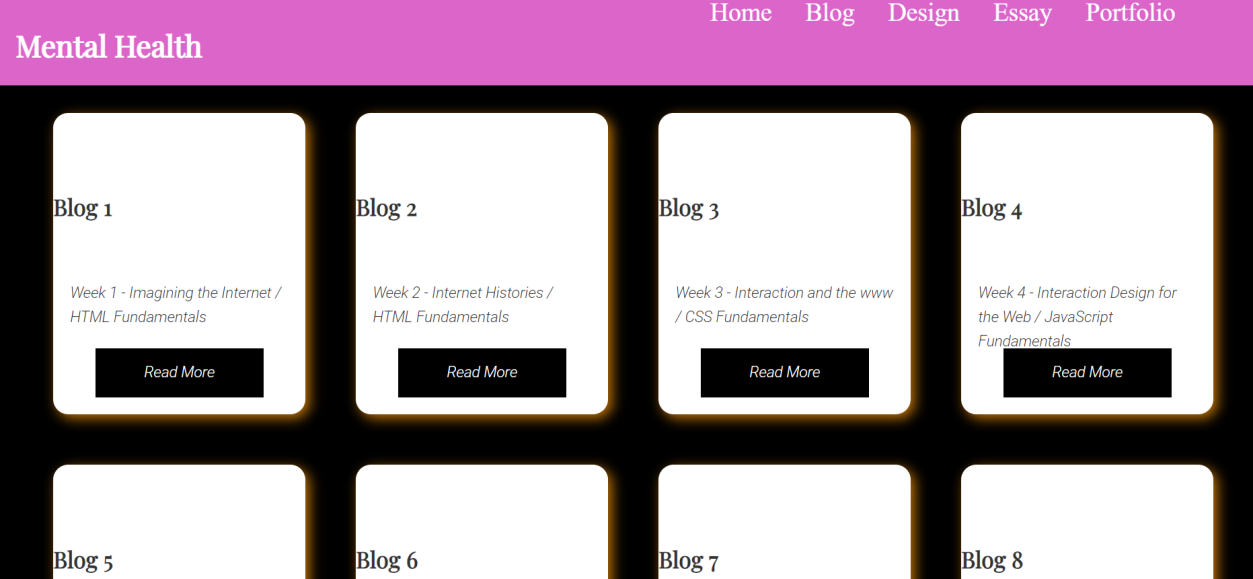 Home Blog Design Essay Portfolio
Mental Health
Blog 1
Week 1 - Imagining the Internet /
HTML Fundamentals
Read More
Blog 2
Week 2 - Internet Histories /
HTML Fundamentals
Read More
Blog 3
Week 3 - Interaction and the www
/ CSS Fundamentals
Read More
Blog 4
Week 4 - Interaction Design for
the Web / JavaScript
Fundamentals
Read More
Blog 5
Blog 6
Blog 7
Blog 8